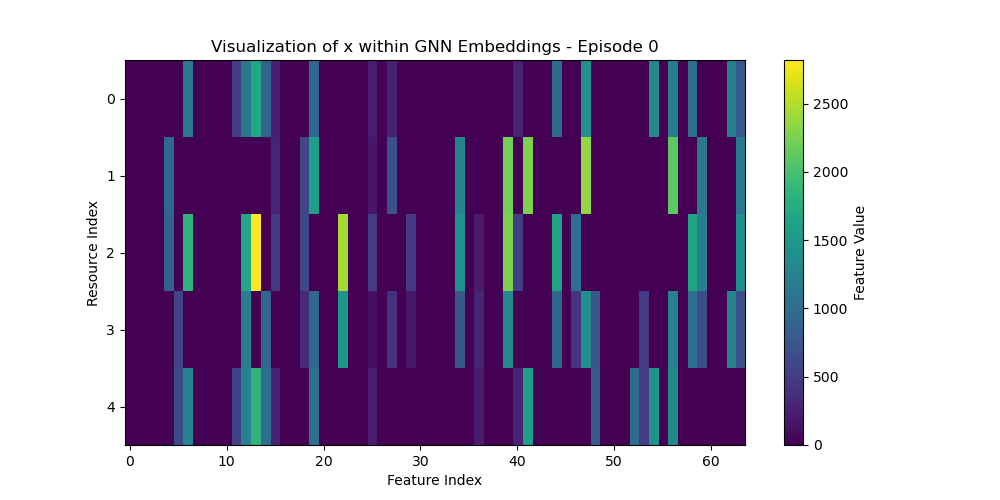 Visualization of x within GNN Embeddings - Episode 0
Resource Index
0
1
2
3
4
0 10 20 30 40 50 60
Feature Index
2500
2000
1500
1000
500
0
Feature Value